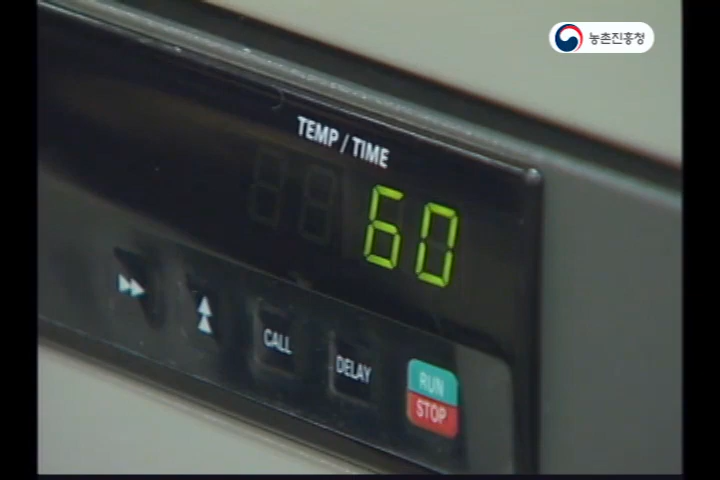 농촌진흥청
TEMP / TIME
60
CALL
DELAY
RUN
STOP